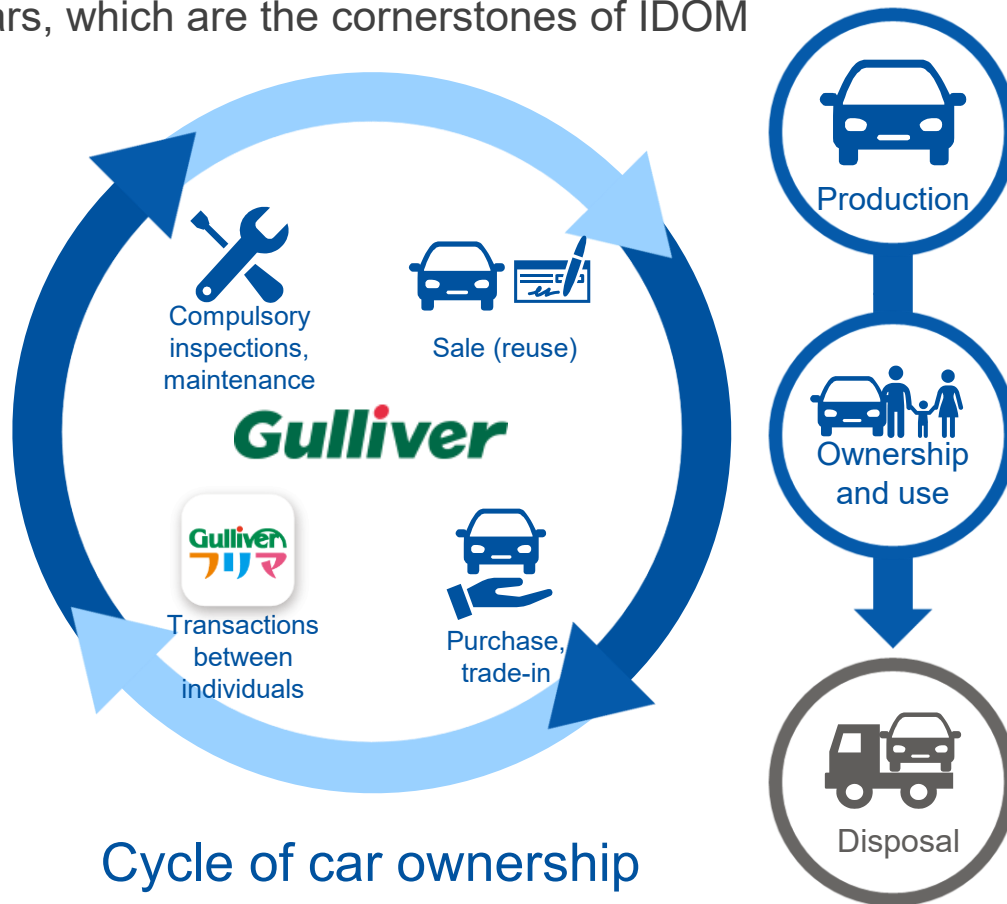 ars, which are the cornerstones of IDOM
Production
Compulsory
inspections,
maintenance
Sale (reuse)
Gulliver
Ownership
and use
Gulliver
フリマ
Transactions
between
individuals
Purchase,
trade-in
Disposal
Cycle of car ownership